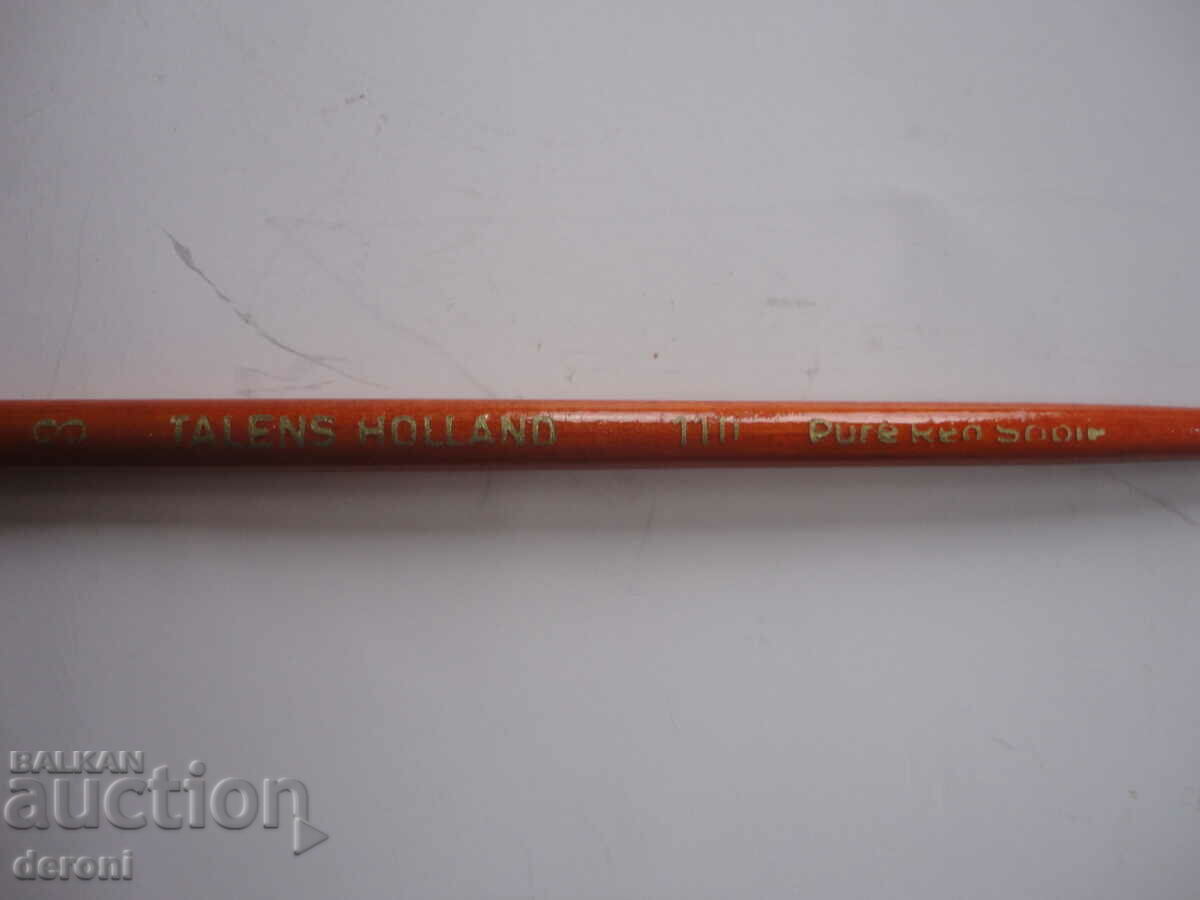 8 TALENS HOLLAND 110 Pure Red Sable
BALKAN
auction
deroni